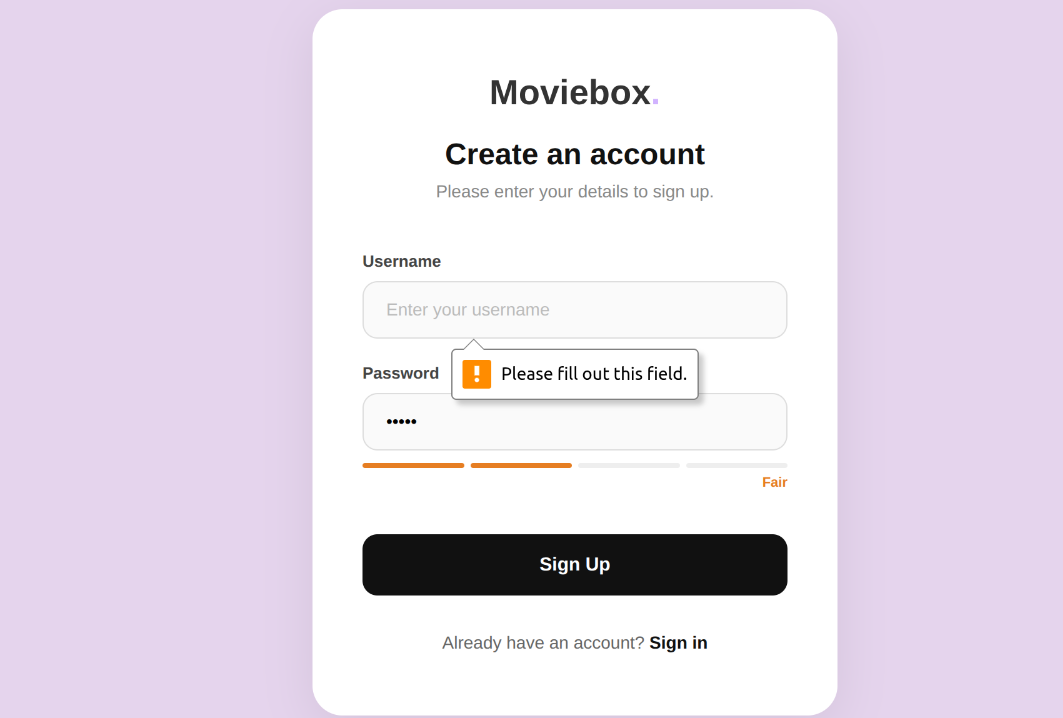 Moviebox.
Create an account
Please enter your details to sign up.
Username
Enter your username
Please fill out this field.
Password
•••••
Fair
Sign Up
Already have an account? Sign in